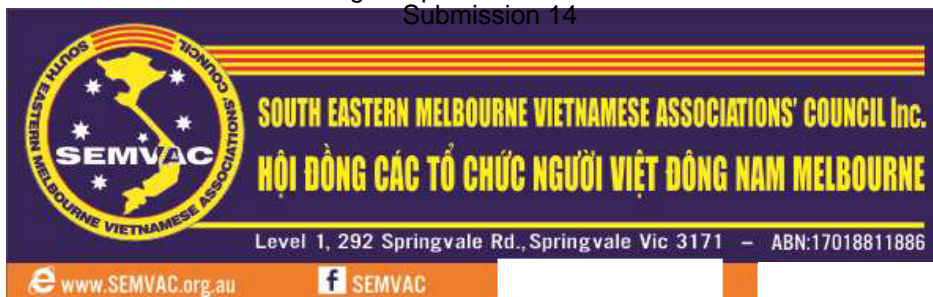 Submission 14
SOUTH EASTERN MELBOURNE VIETNAMESE ASSOCIATIONS' COUNCIL
SEMVAC
SOUTH EASTERN MELBOURNE VIETNAMESE ASSOCIATIONS' COUNCIL Inc.
HỘI ĐỒNG CÁC TỔ CHỨC NGƯỜI VIỆT ĐÔNG NAM MELBOURNE
Level 1, 292 Springvale Rd., Springvale Vic 3171 – ABN:17018811886
www.SEMVAC.org.au
f SEMVAC